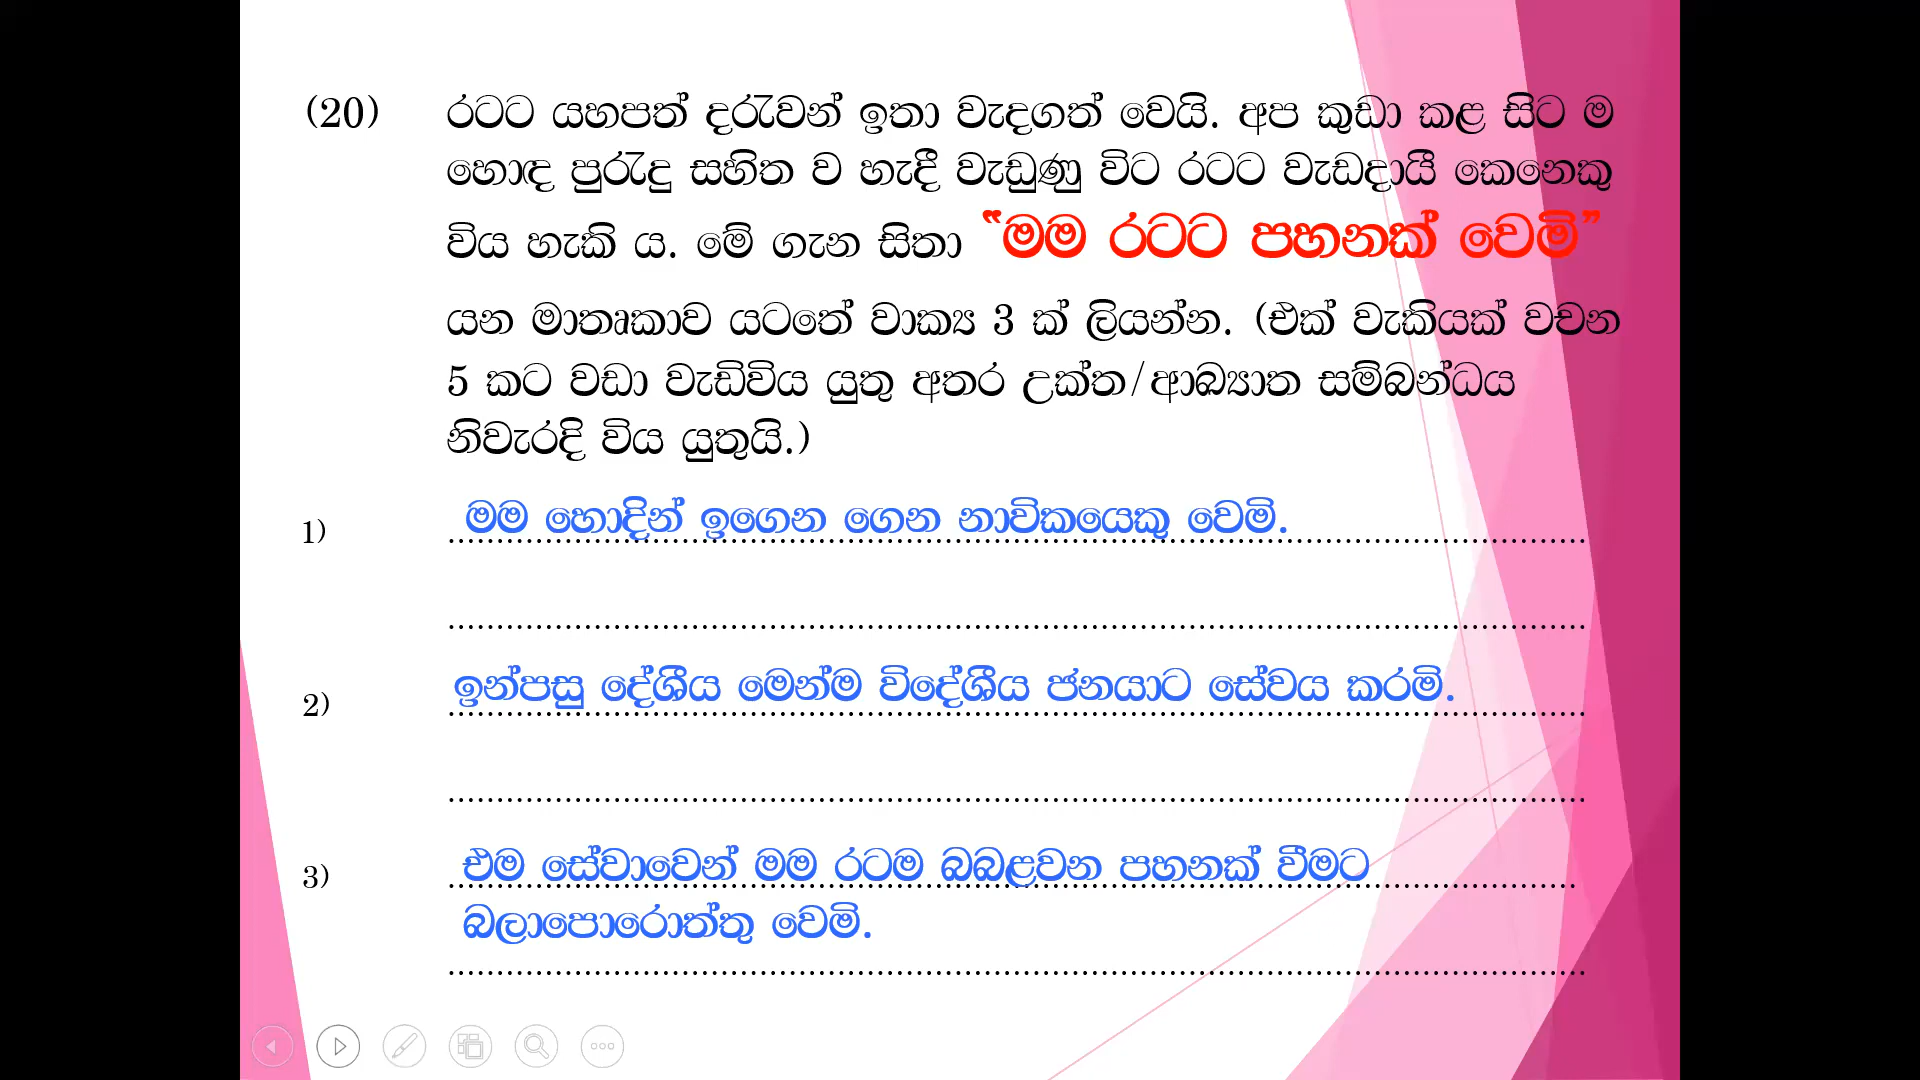 (20) රටට යහපත් දරුවන් ඉතා වැදගත් වෙයි. අප කුඩා කළ සිට ම
හොඳ පුරුදු සහිත ව හැදී වැඩුණු විට රටට වැඩදායී කෙනෙකු
විය හැකි ය. මේ ගැන සිතා “මම රටට පහනක් වෙමි”
යන මාතෘකාව යටතේ වාක්‍ය 3 ක් ලියන්න. (එක් වැකියක් වචන
5 කට වඩා වැඩිවිය යුතු අතර උක්ත/ආඛ්‍යාත සම්බන්ධය
නිවැරදි විය යුතුයි.)
1) මම හොදින් ඉගෙන ගෙන නාවිකයෙකු වෙමි.
2) ඉන්පසු දේශීය මෙන්ම විදේශීය ජනයාට සේවය කරමි.
3) එම සේවාවෙන් මම රටම බබළවන පහනක් වීමට
බලාපොරොත්තු වෙමි.